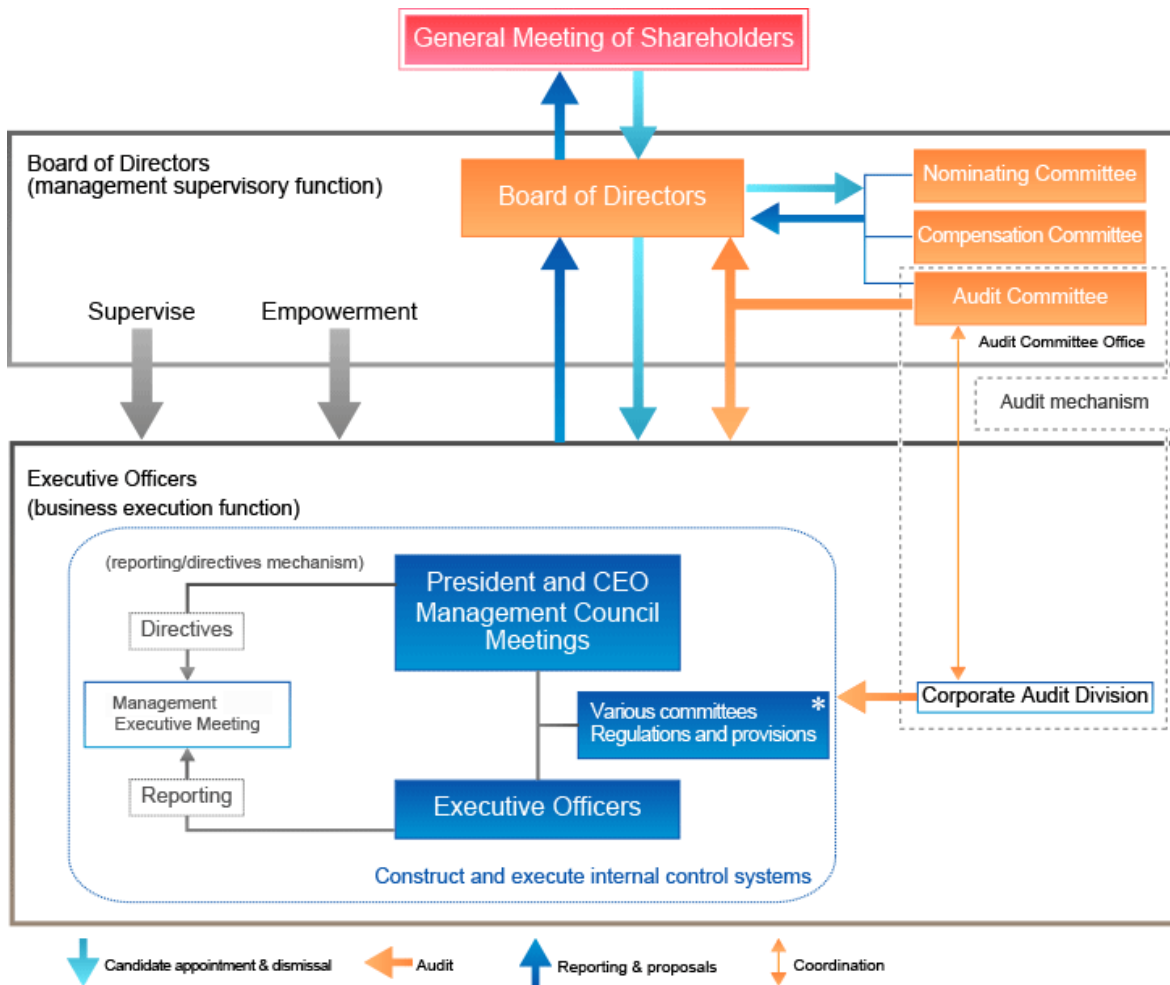 General Meeting of Shareholders
Board of Directors
(management supervisory function)
Board of Directors
Nominating Committee
Compensation Committee
Audit Committee
Audit Committee Office
Supervise
Empowerment
Audit mechanism
Executive Officers
(business execution function)
(reporting/directives mechanism)
President and CEO
Management Council
Meetings
Directives
Management
Executive Meeting
Various committees *
Regulations and provisions
Corporate Audit Division
Reporting
Executive Officers
Construct and execute internal control systems
Candidate appointment & dismissal
Audit
Reporting & proposals
Coordination